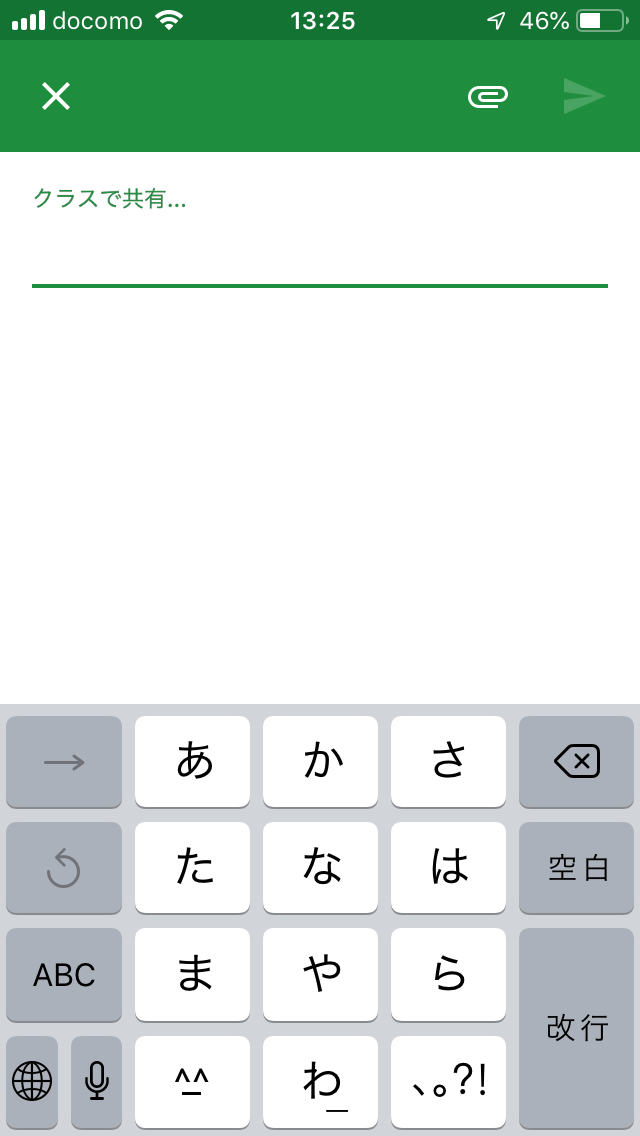 docomo 13:25 46%
クラスで共有...
あ か さ
た な は 空白
ABC ま や ら
改行
^^ わ 、。?!